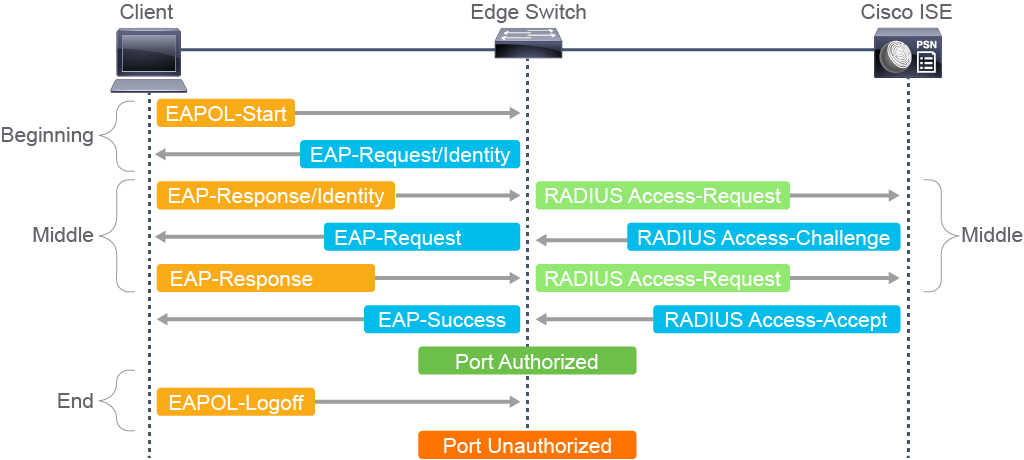 Client
Edge Switch
Cisco ISE
PSN
Beginning
EAPOL-Start
EAP-Request/Identity
Middle
EAP-Response/Identity
RADIUS Access-Request
EAP-Request
RADIUS Access-Challenge
Middle
EAP-Response
RADIUS Access-Request
EAP-Success
RADIUS Access-Accept
Port Authorized
End
EAPOL-Logoff
Port Unauthorized